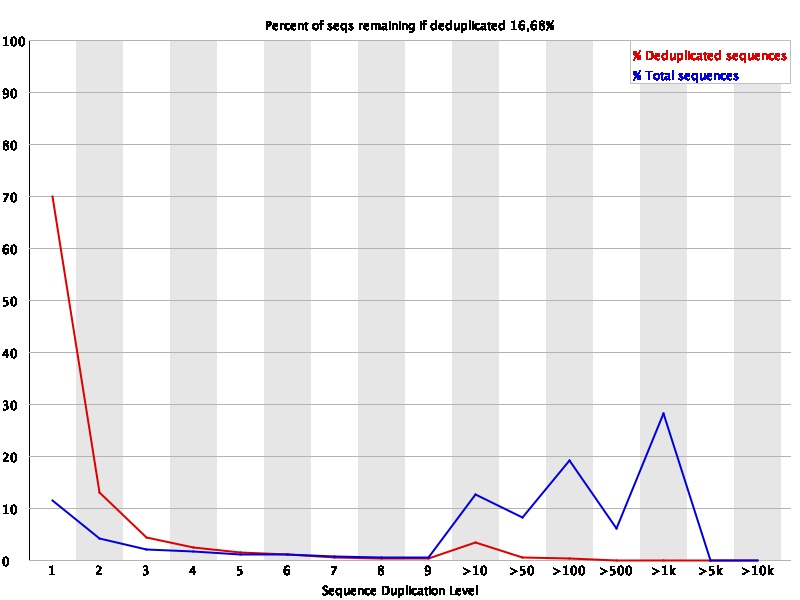 Percent of seqs remaining if deduplicated 16,68%
% Deduplicated sequences
% Total sequences
100
90
80
70
60
50
40
30
20
10
0
1 2 3 4 5 6 7 8 9 >10 >50 >100 >500 >1k >5k >10k
Sequence Duplication Level